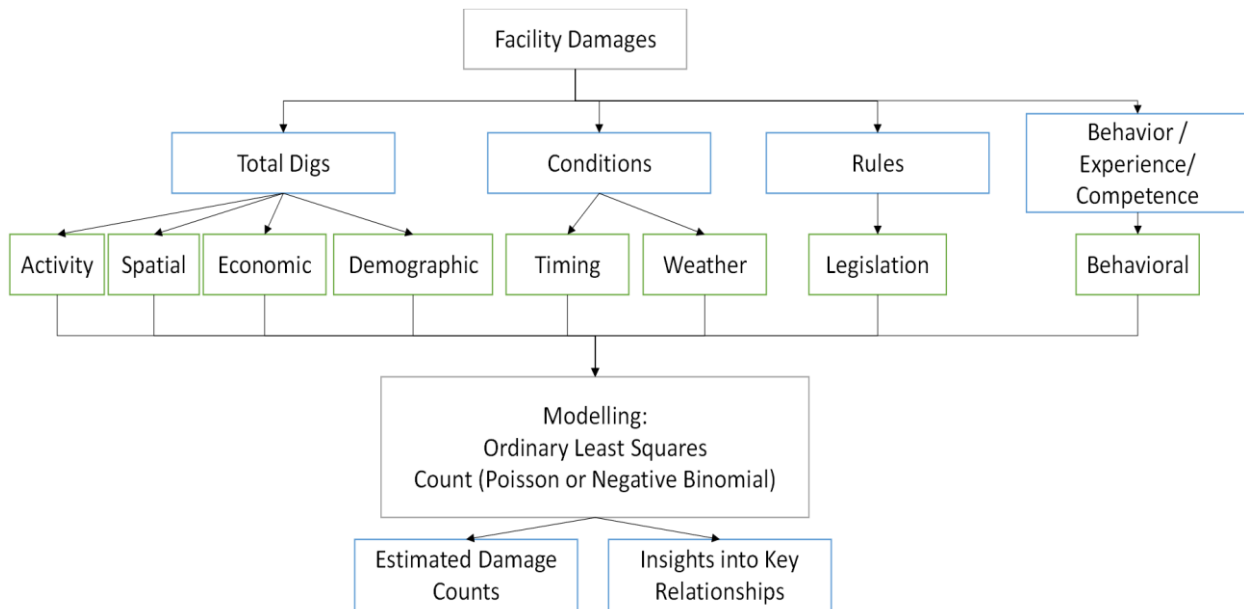 Facility Damages
Total Digs
Conditions
Rules
Behavior /
Experience/
Competence
Activity
Spatial
Economic
Demographic
Timing
Weather
Legislation
Behavioral
Modelling:
Ordinary Least Squares
Count (Poisson or Negative Binomial)
Estimated Damage
Counts
Insights into Key
Relationships